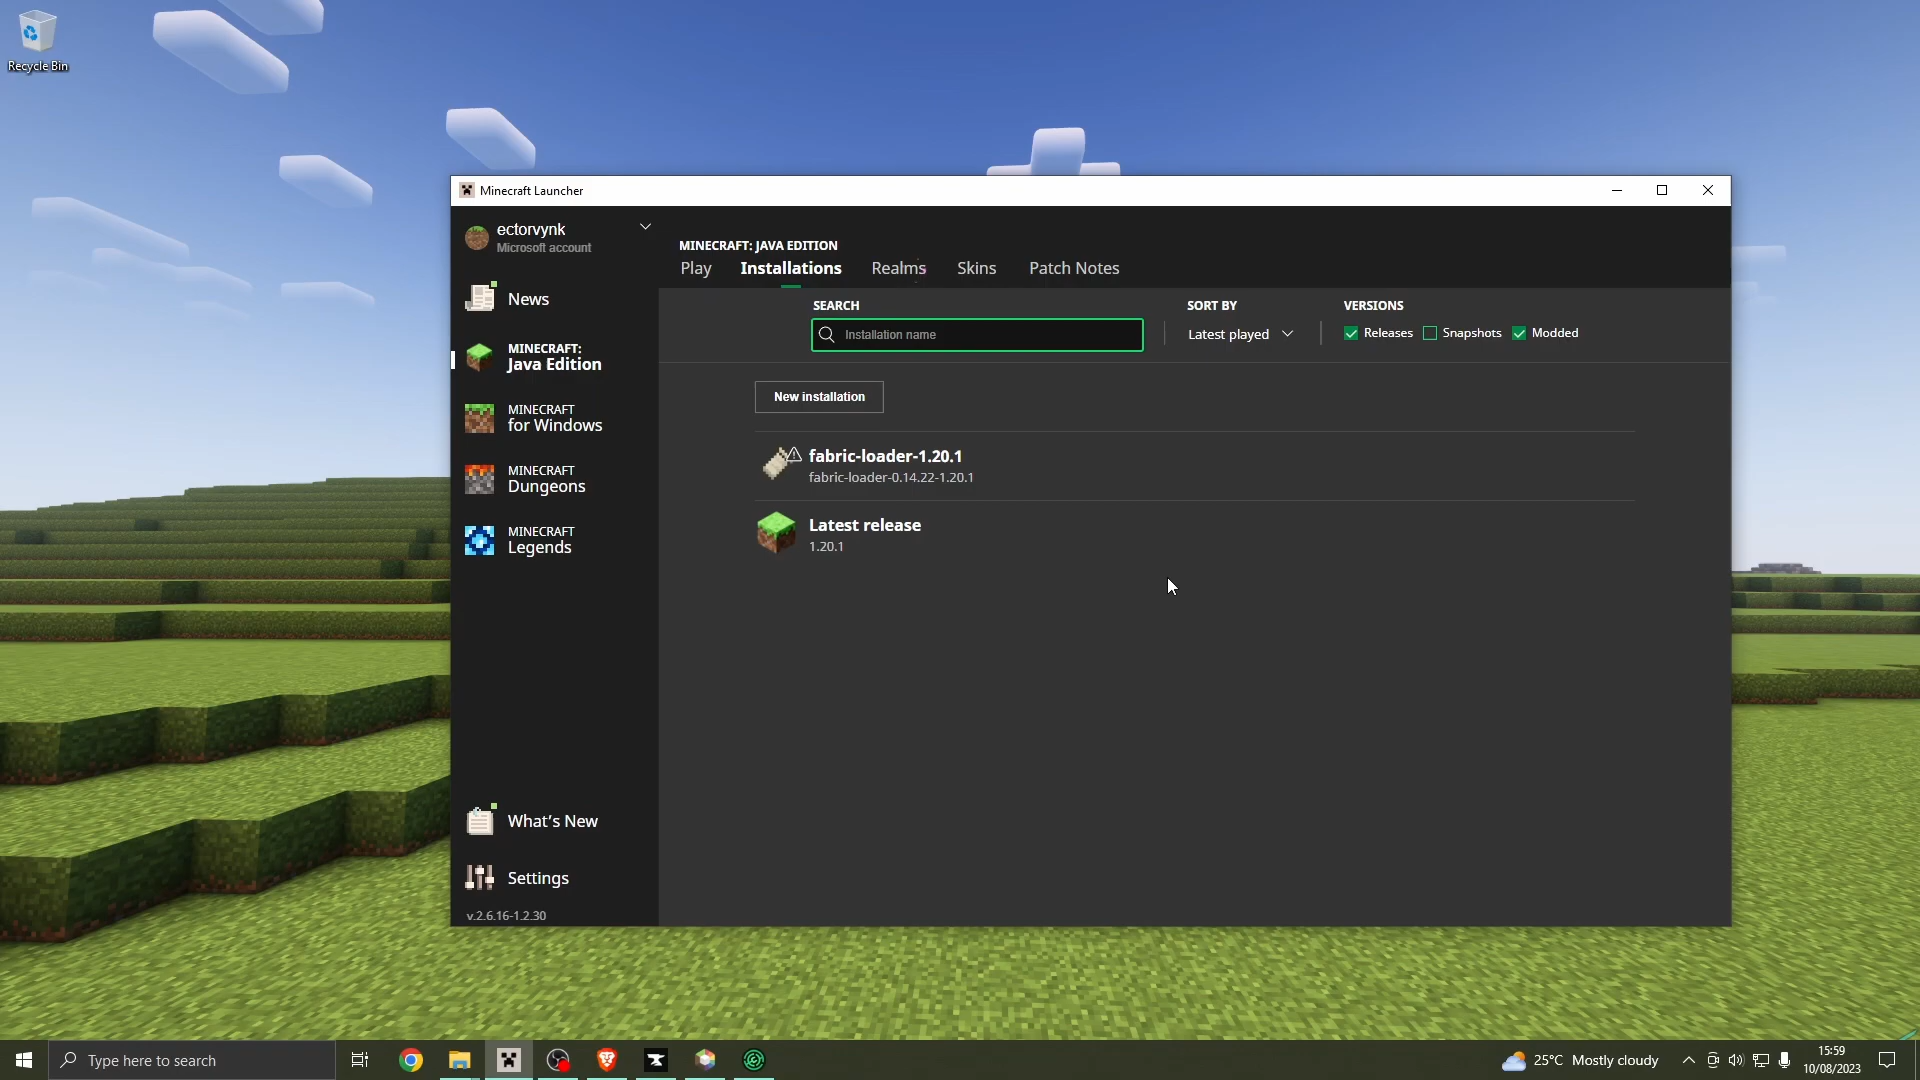 Recycle Bin
Minecraft Launcher
ectorvynk
Microsoft account
News
MINECRAFT:
Java Edition
MINECRAFT
for Windows
MINECRAFT
Dungeons
MINECRAFT
Legends
What's New
Settings
v.2.6.16-1.2.30
MINECRAFT: JAVA EDITION
Play Installations Realms Skins Patch Notes
SEARCH SORT BY VERSIONS
Installation name Latest played Releases Snapshots Modded
New installation
fabric-loader-1.20.1
fabric-loader-0.14.22-1.20.1
Latest release
1.20.1
Type here to search
25°C Mostly cloudy
15:59
10/08/2023